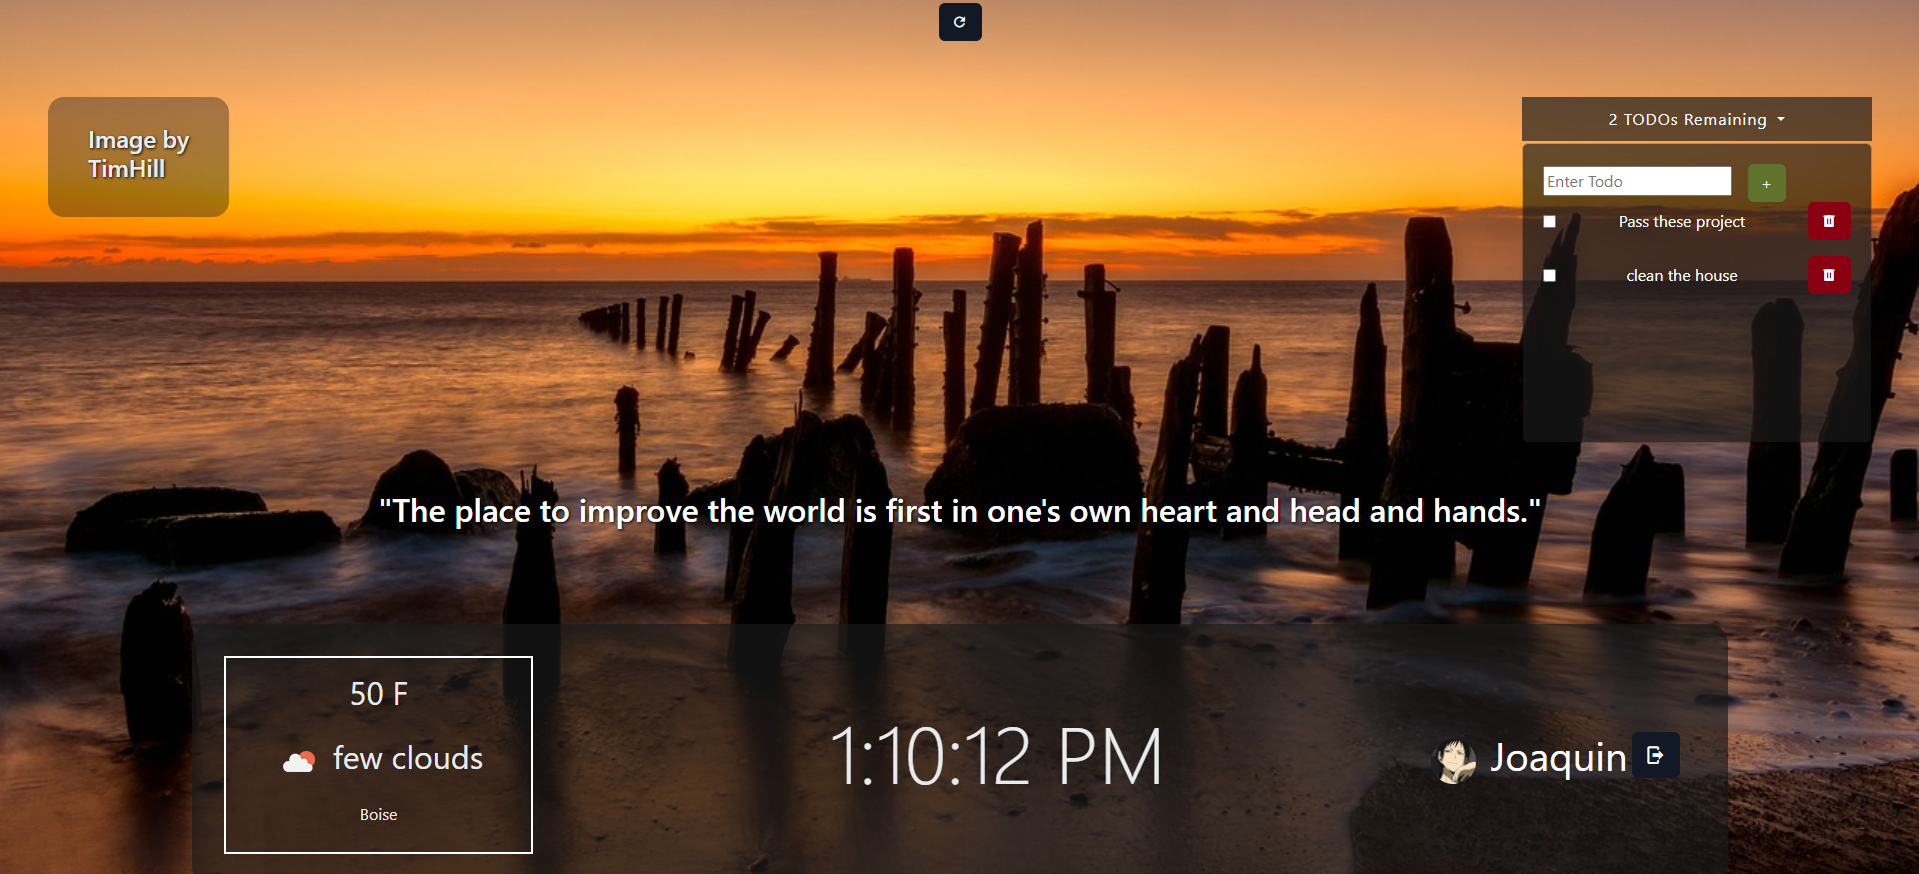 Image by
TimHill
2 TODOs Remaining
Enter Todo
+
Pass these project
clean the house
"The place to improve the world is first in one's own heart and head and hands."
50 F
few clouds
Boise
1:10:12 PM
Joaquin